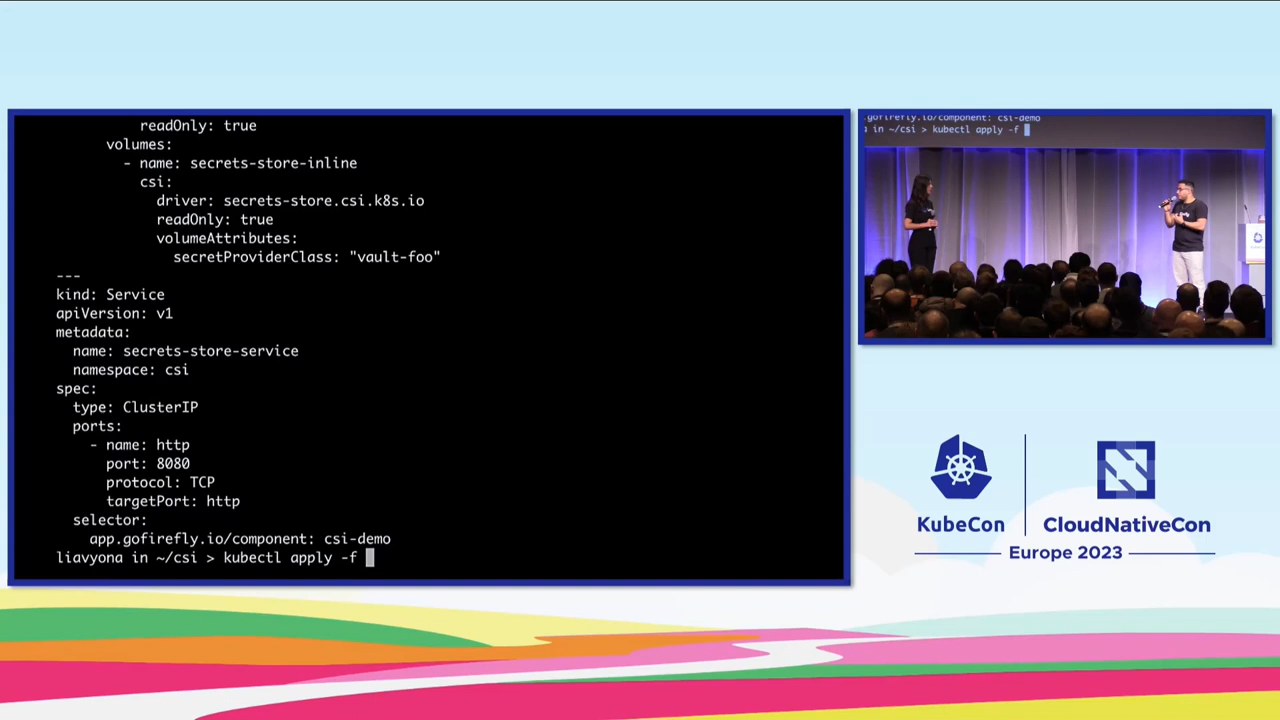 readOnly: true
volumes:
- name: secrets-store-inline
csi:
driver: secrets-store.csi.k8s.io
readOnly: true
volumeAttributes:
secretProviderClass: "vault-foo"
---
kind: Service
apiVersion: v1
metadata:
name: secrets-store-service
namespace: csi
spec:
type: ClusterIP
ports:
- name: http
port: 8080
protocol: TCP
targetPort: http
selector:
app.gofirefly.io/component: csi-demo
liavyona in ~/csi > kubectl apply -f
app.gofirefly.io/component: csi-demo
a in ~/csi > kubectl apply -f
KubeCon
CloudNativeCon
Europe 2023